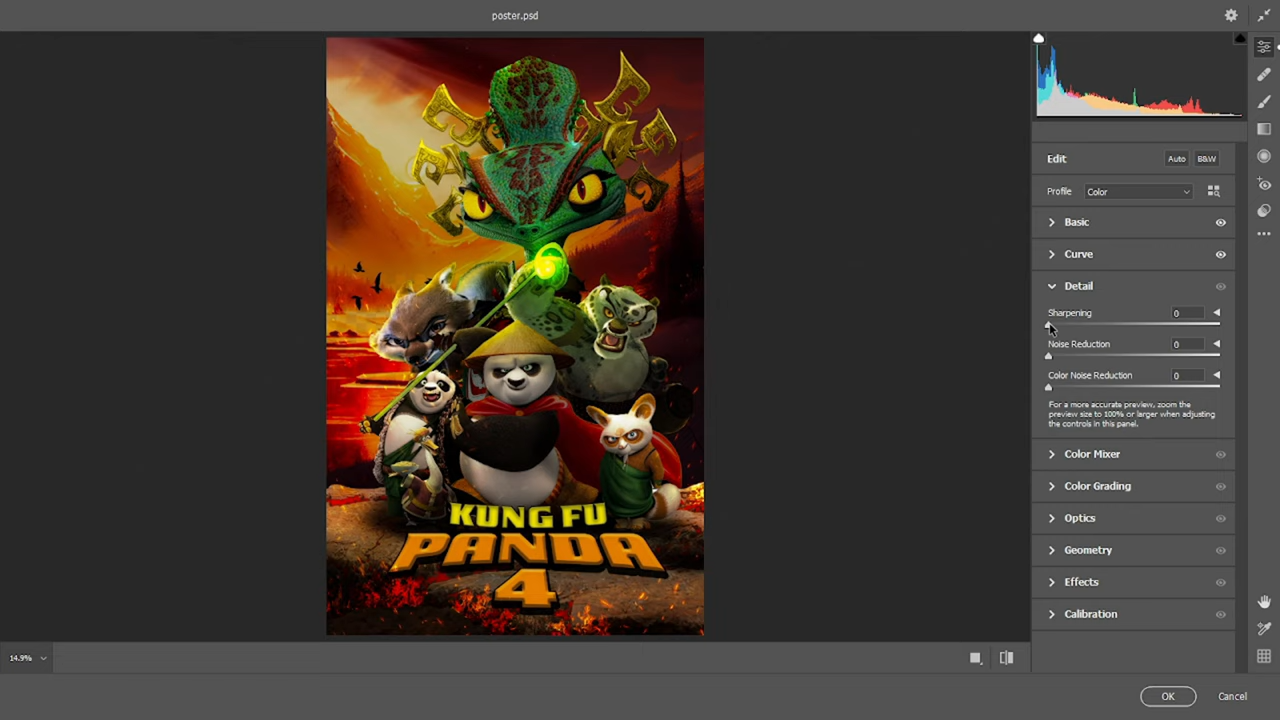 poster.psd
KUNG FU
PANDA
4
14.9%
Edit
Auto
B&W
Profile
Color
Basic
Curve
Detail
Sharpening
0
Noise Reduction
0
Color Noise Reduction
0
For a more accurate preview, zoom the
preview size to 100% or larger when adjusting
the controls in this panel.
Color Mixer
Color Grading
Optics
Geometry
Effects
Calibration
OK
Cancel